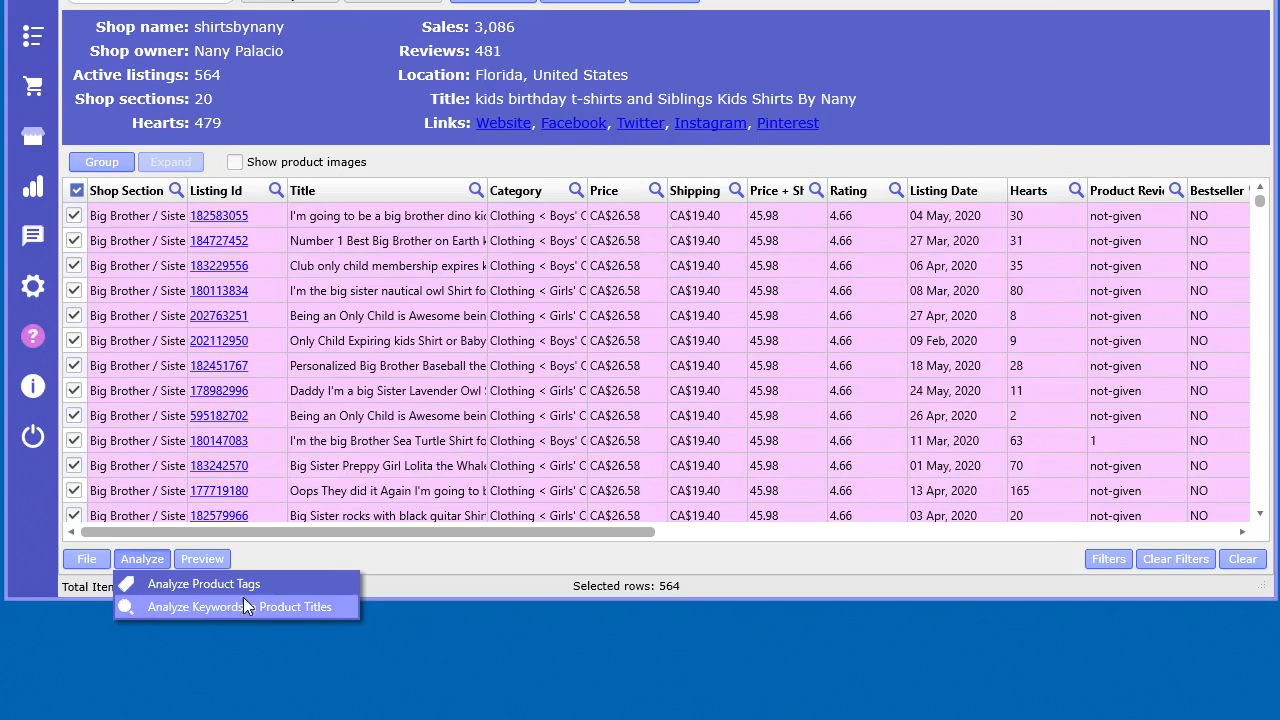 Shop name: shirtsbynany Sales: 3,086
Shop owner: Nany Palacio Reviews: 481
Active listings: 564 Location: Florida, United States
Shop sections: 20 Title: kids birthday t-shirts and Siblings Kids Shirts By Nany
Hearts: 479 Links: Website, Facebook, Twitter, Instagram, Pinterest
Group Expand Show product images
Shop Section Listing Id Title Category Price Shipping Price + Sh Rating Listing Date Hearts Product Revi Bestseller
Big Brother / Siste 182583055 I'm going to be a big brother dino kic Clothing < Boys' C CA$26.58 CA$19.40 45.98 4.66 04 May, 2020 30 not-given NO
Big Brother / Siste 184727452 Number 1 Best Big Brother on Earth k Clothing < Boys' C CA$26.58 CA$19.40 45.98 4.66 27 Mar, 2020 31 not-given NO
Big Brother / Siste 183229556 Club only child membership expires k Clothing < Boys' C CA$26.58 CA$19.40 45.98 4.66 06 Apr, 2020 35 not-given NO
Big Brother / Siste 180113834 I'm the big sister nautical owl Shirt fo Clothing < Girls' C CA$26.58 CA$19.40 45.98 4.66 08 Mar, 2020 80 not-given NO
Big Brother / Siste 202763251 Being an Only Child is Awesome bein Clothing < Girls' C CA$26.58 CA$19.40 45.98 4.66 27 Apr, 2020 8 not-given NO
Big Brother / Siste 202112950 Only Child Expiring kids Shirt or Baby Clothing < Boys' C CA$26.58 CA$19.40 45.98 4.66 09 Feb, 2020 9 not-given NO
Big Brother / Siste 182451767 Personalized Big Brother Baseball the Clothing < Boys' C CA$26.58 CA$19.40 45.98 4.66 18 May, 2020 28 not-given NO
Big Brother / Siste 178982996 Daddy I'm a big Sister Lavender Owl Clothing < Girls' C CA$26.58 CA$19.40 45.98 4.66 24 May, 2020 11 not-given NO
Big Brother / Siste 595182702 Being an Only Child is Awesome bein Clothing < Girls' C CA$26.58 CA$19.40 45.98 4.66 26 Apr, 2020 2 not-given NO
Big Brother / Siste 180147083 I'm the big Brother Sea Turtle Shirt fo Clothing < Boys' C CA$26.58 CA$19.40 45.98 4.66 11 Mar, 2020 63 1 NO
Big Brother / Siste 183242570 Big Sister Preppy Girl Lolita the Whale Clothing < Girls' C CA$26.58 CA$19.40 45.98 4.66 01 May, 2020 70 not-given NO
Big Brother / Siste 177719180 Oops They did it Again I'm going to b Clothing < Girls' C CA$26.58 CA$19.40 45.98 4.66 13 Apr, 2020 165 not-given NO
Big Brother / Siste 182579966 Big Sister rocks with black guitar Shir Clothing < Girls' C CA$26.58 CA$19.40 45.98 4.66 03 Apr, 2020 20 not-given NO
File Analyze Preview Filters Clear Filters Clear
Total Iten Selected rows: 564
Analyze Product Tags
Analyze Keywords Product Titles